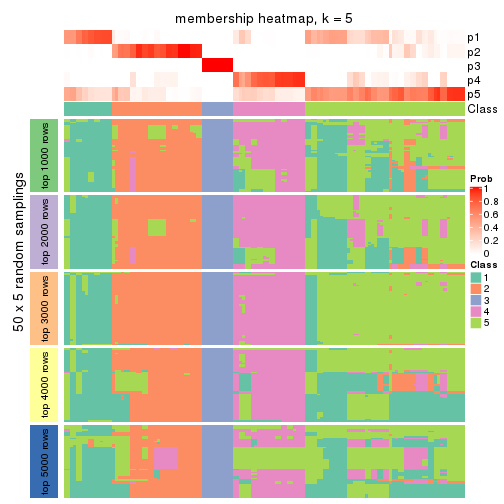 membership heatmap, k = 5
p1
p2
p3
p4
p5
Class
50 x 5 random samplings
top 1000 rows
top 2000 rows
top 3000 rows
top 4000 rows
top 5000 rows
Prob
1
0.8
0.6
0.4
0.2
0
Class
1
2
3
4
5